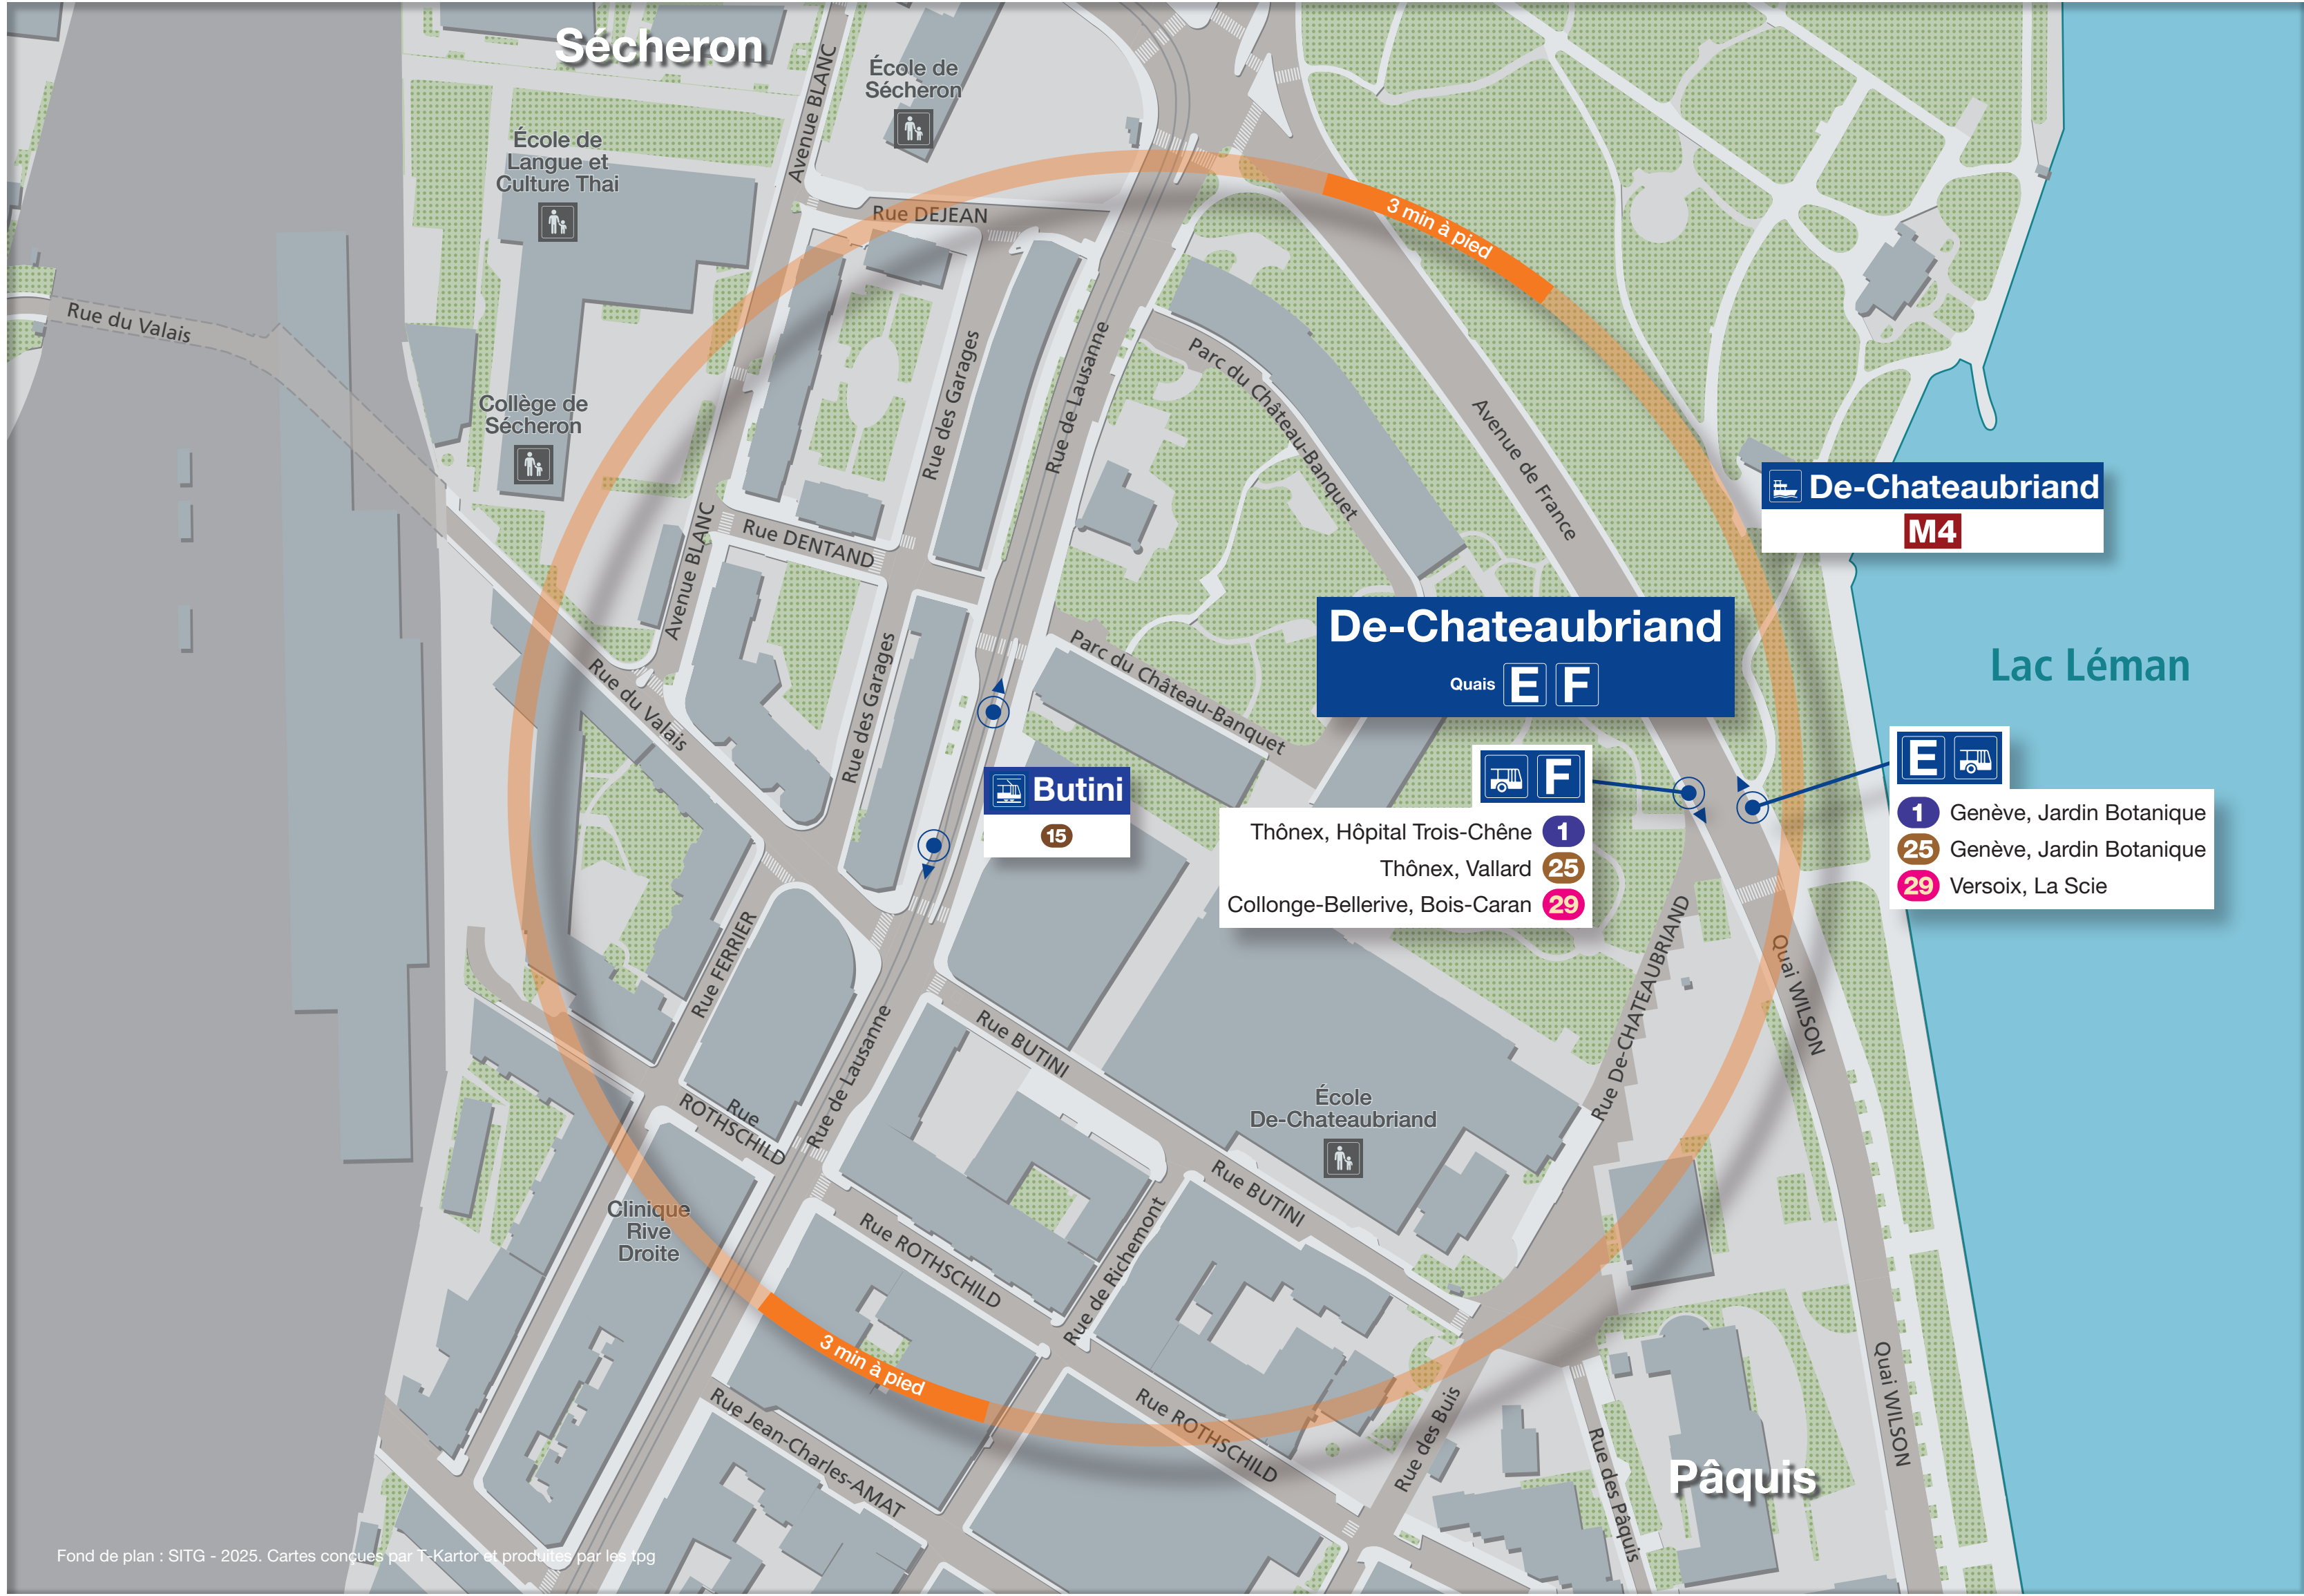 Sécheron
École de
Sécheron
Avenue BLANC
École de
Langue et
Culture Thai
Rue DEJEAN
3 min à pied
Rue du Valais
Rue des Garages
Rue de Lausanne
Parc du Château-Banquet
Avenue de France
Collège de
Sécheron
De-Chateaubriand
M4
Rue DENTAND
Avenue BLANC
De-Chateaubriand
Quais E F
Lac Léman
Rue du Valais
Rue des Garages
Parc du Château-Banquet
Butini
15
F
Thônex, Hôpital Trois-Chêne 1
Thônex, Vallard 25
Collonge-Bellerive, Bois-Caran 29
E
1 Genève, Jardin Botanique
25 Genève, Jardin Botanique
29 Versoix, La Scie
Rue FERRIER
Rue De-CHATEAUBRIAND
Quai WILSON
Rue de Lausanne
Rue BUTINI
Rue
ROTHSCHILD
École
De-Chateaubriand
Rue BUTINI
Clinique
Rive
Droite
Rue ROTHSCHILD
Rue de Richemont
3 min à pied
Rue Jean-Charles-AMAT
Rue ROTHSCHILD
Rue des Buis
Rue des Pâquis
Pâquis
Quai WILSON
Fond de plan : SITG - 2025. Cartes conçues par T-Kartor et produites par les tpg